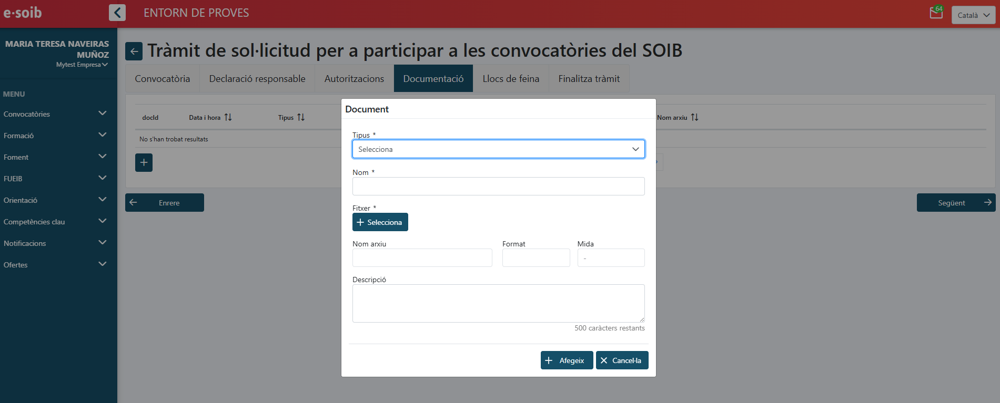 e·soib
ENTORN DE PROVES
64
Català
MARIA TERESA NAVEIRAS
MUÑOZ
Mytest Empresa
MENU
Convocatòries
Formació
Foment
FUEIB
Orientació
Competències clau
Notificacions
Ofertes
Tràmit de sol·licitud per a participar a les convocatòries del SOIB
Convocatòria
Declaració responsable
Autoritzacions
Documentació
Llocs de feina
Finalitza tràmit
docId
Data i hora
Tipus
Nom arxiu
No s'han trobat resultats
Enrere
Següent
Document
Tipus *
Selecciona
Nom *
Fitxer *
Selecciona
Nom arxiu
Format
Mida
-
Descripció
500 caràcters restants
Afegeix
Cancel·la